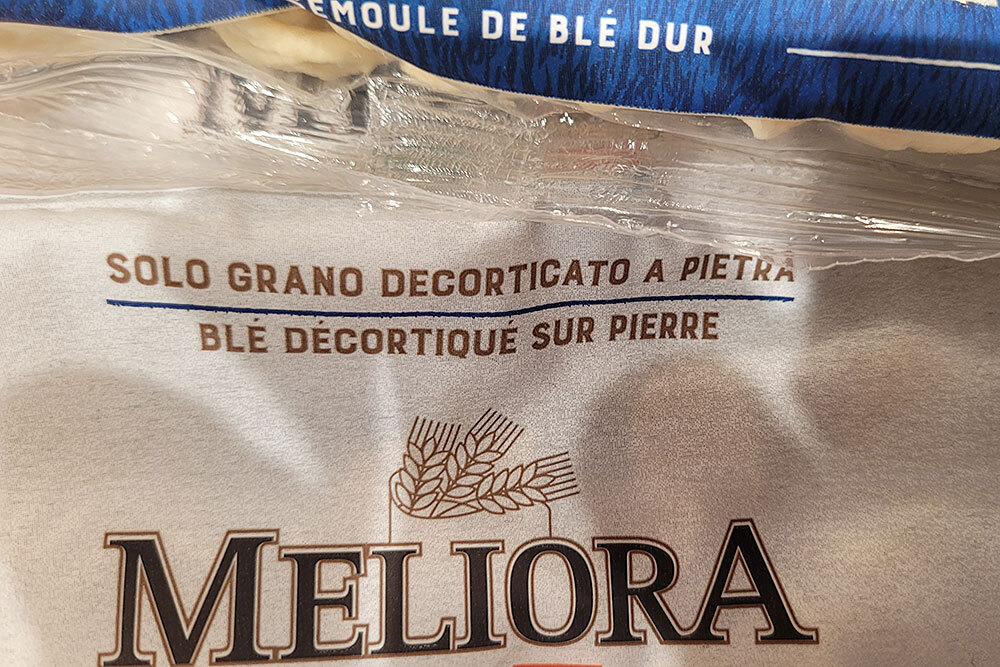 SEMOULE DE BLÉ DUR
SOLO GRANO DECORTICATO A PIETRA
BLÉ DÉCORTIQUÉ SUR PIERRE
MELIORA